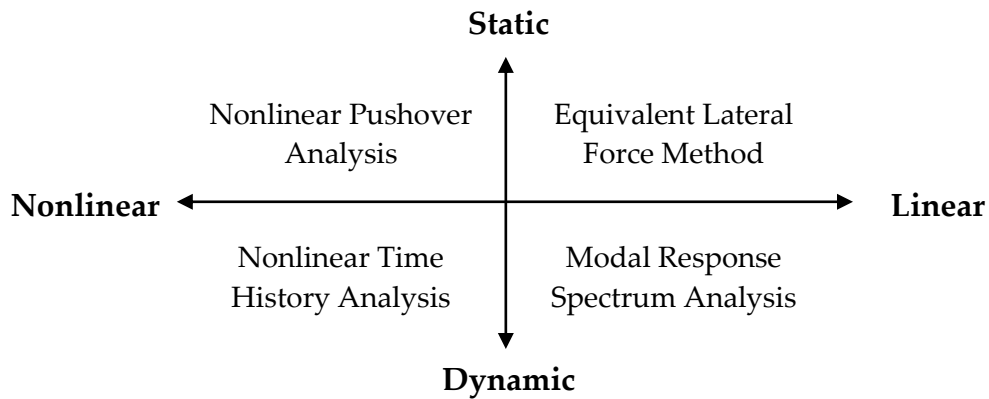 Static
Nonlinear Pushover
Analysis
Equivalent Lateral
Force Method
Nonlinear
Linear
Nonlinear Time
History Analysis
Modal Response
Spectrum Analysis
Dynamic